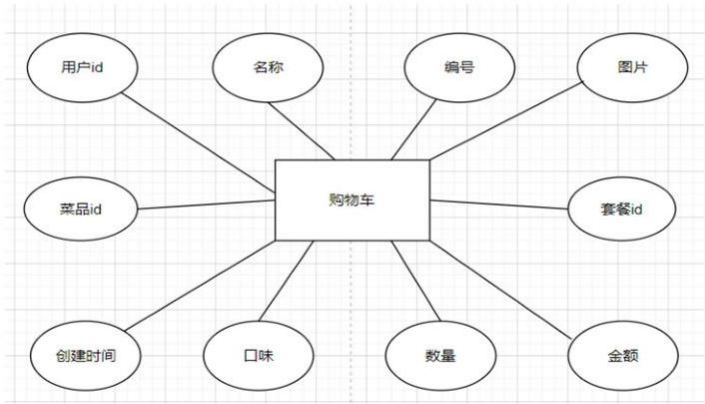 用户id
名称
编号
图片
菜品id
购物车
套餐id
创建时间
口味
数量
金额